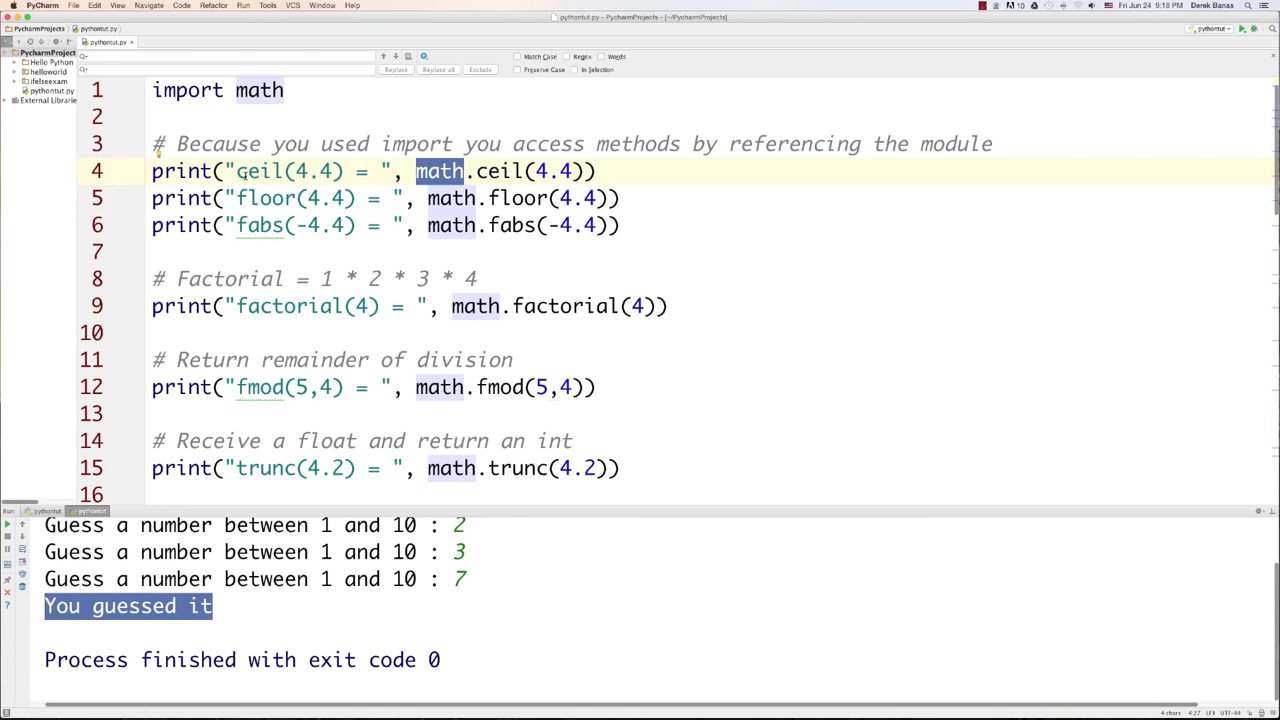 PyCharm File Edit View Navigate Code Refactor Run Tools VCS Window Help
Fri Jun 24 9:18 PM Derek Banas
pythontut.py - PycharmProjects - [~/PycharmProjects]
PycharmProjects pythontut.py
pythontut
pythontut.py
PycharmProject
Hello Python
helloworld
ifelseexam
pythontut.py
External Librarie
Match Case Regex Words
Replace Replace all Exclude Preserve Case In Selection
1 import math
2
3 # Because you used import you access methods by referencing the module
4 print("ceil(4.4) = ", math.ceil(4.4))
5 print("floor(4.4) = ", math.floor(4.4))
6 print("fabs(-4.4) = ", math.fabs(-4.4))
7
8 # Factorial = 1 * 2 * 3 * 4
9 print("factorial(4) = ", math.factorial(4))
10
11 # Return remainder of division
12 print("fmod(5,4) = ", math.fmod(5,4))
13
14 # Receive a float and return an int
15 print("trunc(4.2) = ", math.trunc(4.2))
16
Run: pythontut pythontut
Guess a number between 1 and 10 : 2
Guess a number between 1 and 10 : 3
Guess a number between 1 and 10 : 7
You guessed it
Process finished with exit code 0
4 chars 4:27 LF UTF-8